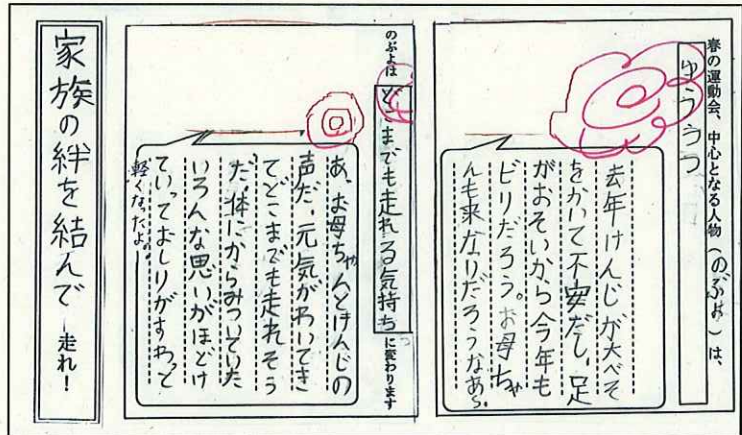 春の運動会、中心となる人物(のぶよ)は、
ゆううつ
去年けんじが大べそ
をかいて不安だし、足
がおそいから今年も
ビリだろう。お母ちゃ
んも来ないだろうなあ。
のぶよは
どこまでも走れる気持ち
に変わります
あ、お母ちゃんとけんじの
声だ、元気がわいてき
てどこまでも走れそう
だ。体にからみついていた
いろんな思いがほどけ
ていっておしりがすわっと
軽くなったよ。
家族の絆を結んで―走れ!